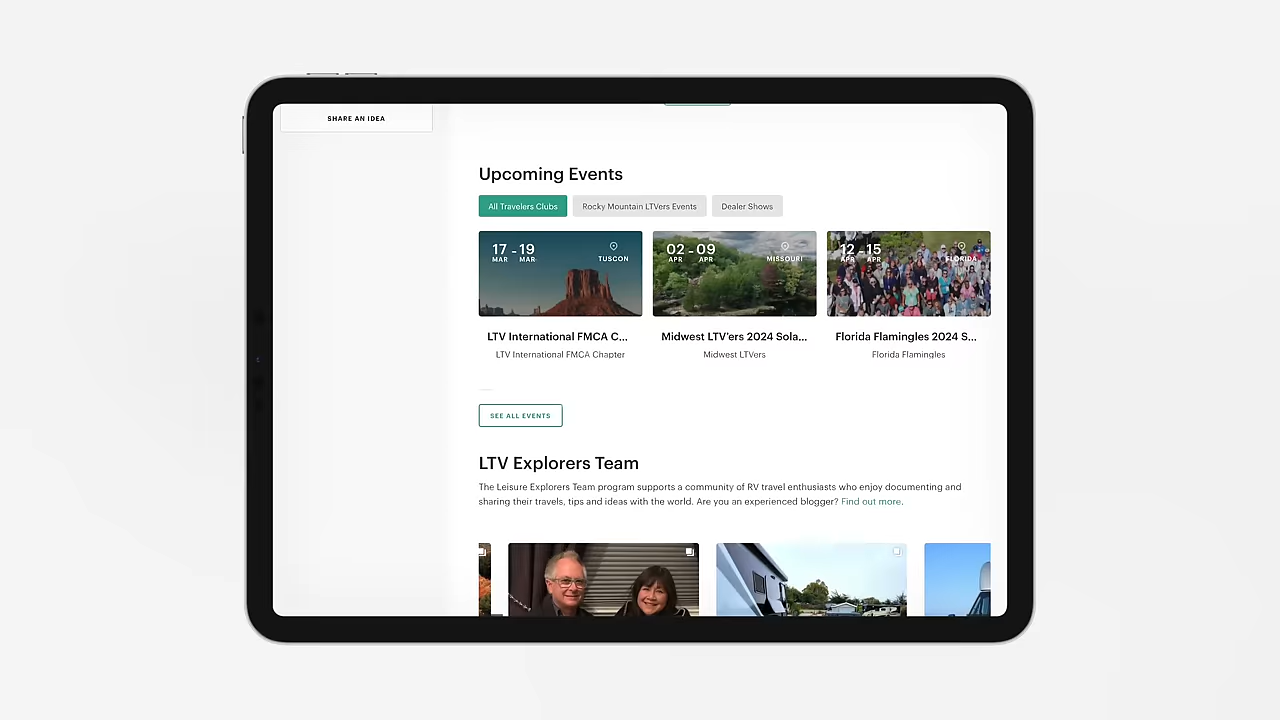 SHARE AN IDEA
Upcoming Events
All Travelers Clubs Rocky Mountain LTVers Events Dealer Shows
17 - 19
MAR MAR
TUSCON
02 - 09
APR APR
MISSOURI
12 - 15
APR APR
FLORIDA
LTV International FMCA C...
LTV International FMCA Chapter
Midwest LTV'ers 2024 Sola...
Midwest LTVers
Florida Flamingles 2024 S...
Florida Flamingles
SEE ALL EVENTS
LTV Explorers Team
The Leisure Explorers Team program supports a community of RV travel enthusiasts who enjoy documenting and
sharing their travels, tips and ideas with the world. Are you an experienced blogger? Find out more.